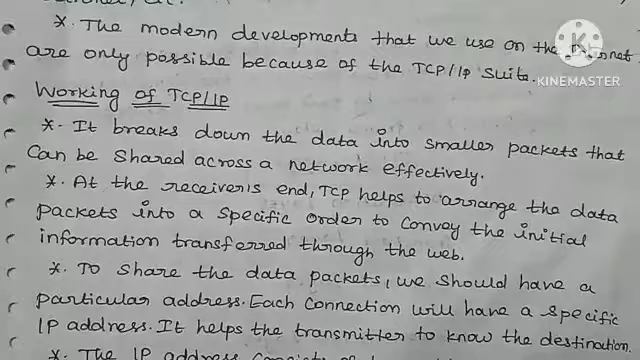 *. The modern developments that we use on the
are only possible because of the TCP/IP suite.
KINEMASTER
Working of TCP/IP
*. It breaks down the data into smaller packets that
can be shared across a network effectively.
*. At the receiver's end, TCP helps to arrange the data
packets into a specific order to convey the initial
information transferred through the web.
*. To share the data packets, we should have a
particular address. Each connection will have a specific
IP address. It helps the transmitter to know the destination.
*. The IP address consists of